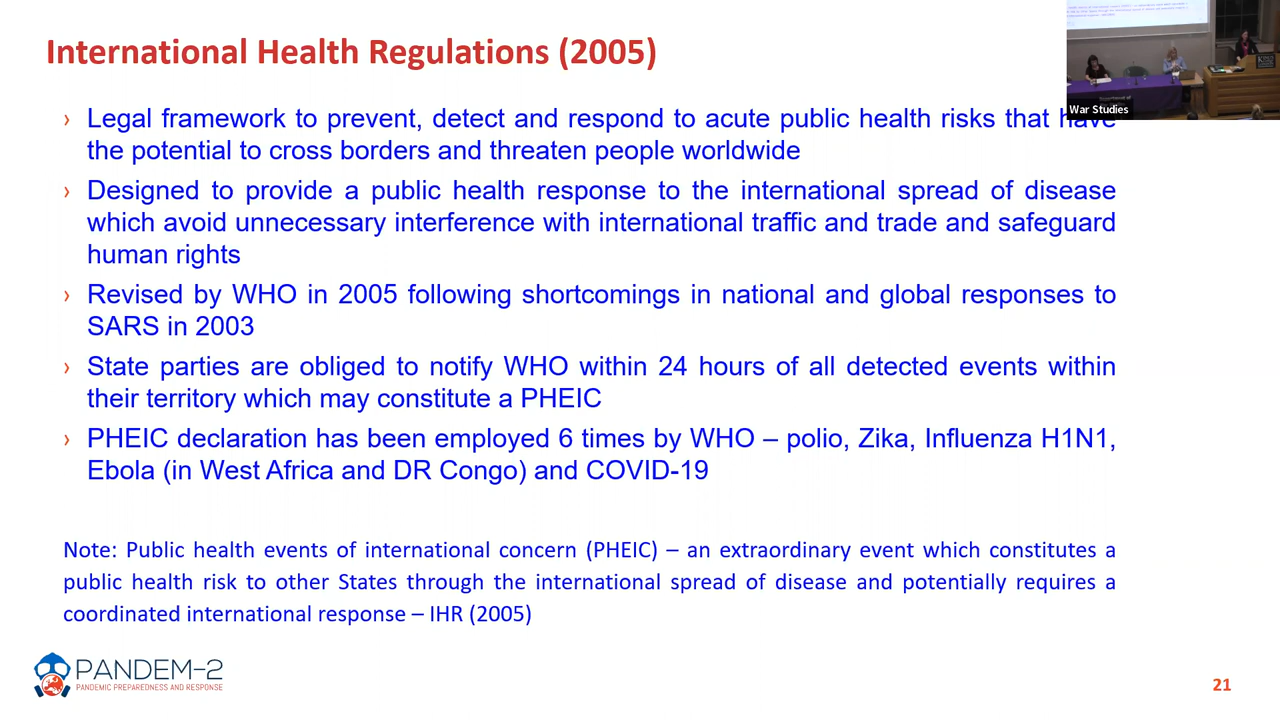 International Health Regulations (2005)
War Studies
› Legal framework to prevent, detect and respond to acute public health risks that have
the potential to cross borders and threaten people worldwide
› Designed to provide a public health response to the international spread of disease
which avoid unnecessary interference with international traffic and trade and safeguard
human rights
› Revised by WHO in 2005 following shortcomings in national and global responses to
SARS in 2003
› State parties are obliged to notify WHO within 24 hours of all detected events within
their territory which may constitute a PHEIC
› PHEIC declaration has been employed 6 times by WHO – polio, Zika, Influenza H1N1,
Ebola (in West Africa and DR Congo) and COVID-19
Note: Public health events of international concern (PHEIC) – an extraordinary event which constitutes a
public health risk to other States through the international spread of disease and potentially requires a
coordinated international response – IHR (2005)
PANDEM-2
PANDEMIC PREPAREDNESS AND RESPONSE
21